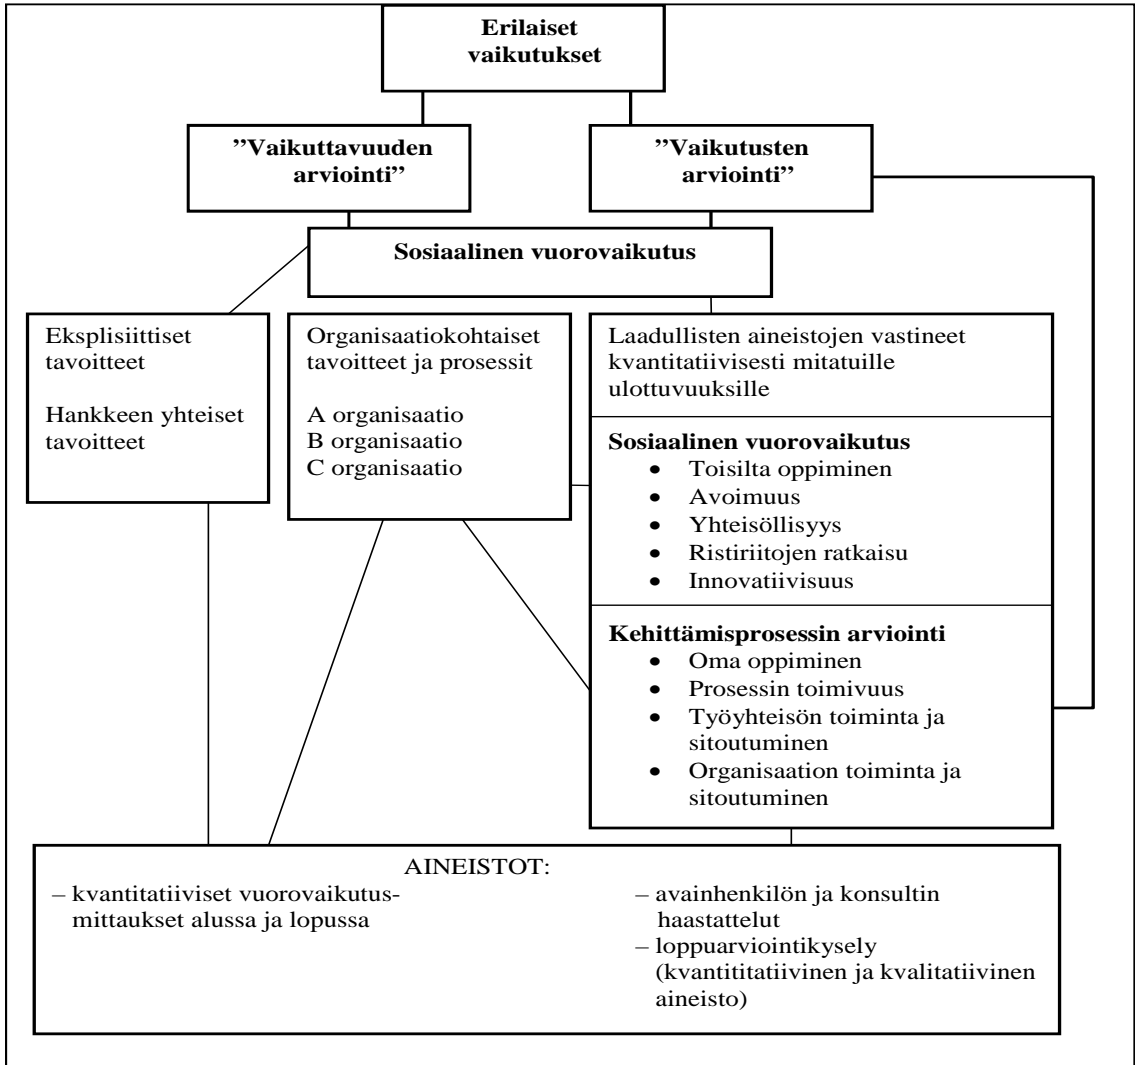 Erilaiset
vaikutukset
”Vaikuttavuuden
arviointi”
”Vaikutusten
arviointi”
Sosiaalinen vuorovaikutus
Eksplisiittiset
tavoitteet
Hankkeen yhteiset
tavoitteet
Organisaatiokohtaiset
tavoitteet ja prosessit
A organisaatio
B organisaatio
C organisaatio
Laadullisten aineistojen vastineet
kvantitatiivisesti mitatuille
ulottuvuuksille
Sosiaalinen vuorovaikutus
• Toisilta oppiminen
• Avoimuus
• Yhteisöllisyys
• Ristiriitojen ratkaisu
• Innovatiivisuus
Kehittämisprosessin arviointi
• Oma oppiminen
• Prosessin toimivuus
• Työyhteisön toiminta ja
sitoutuminen
• Organisaation toiminta ja
sitoutuminen
AINEISTOT:
– kvantitatiiviset vuorovaikutus-
mittaukset alussa ja lopussa
– avainhenkilön ja konsultin
haastattelut
– loppuarviointikysely
(kvantititatiivinen ja kvalitatiivinen
aineisto)